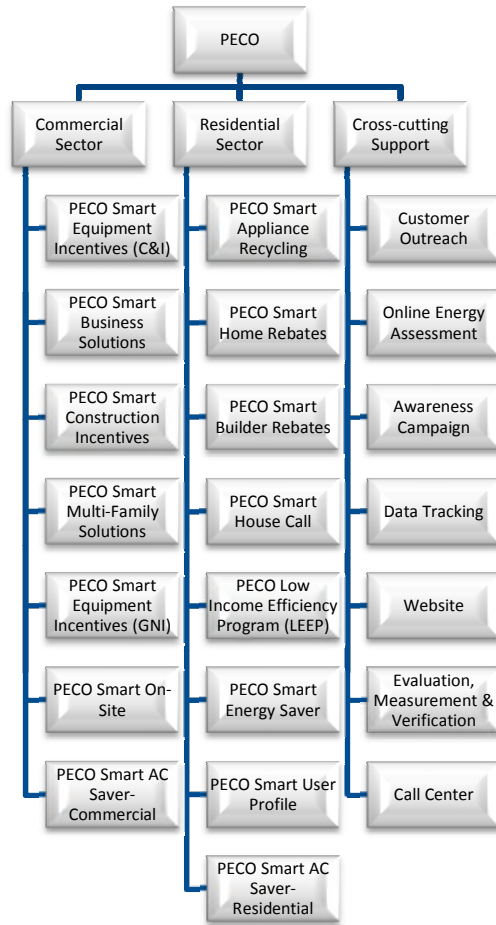 PECO
Commercial
Sector
Residential
Sector
Cross-cutting
Support
PECO Smart
Equipment
Incentives (C&I)
PECO Smart
Business
Solutions
PECO Smart
Construction
Incentives
PECO Smart
Multi-Family
Solutions
PECO Smart
Equipment
Incentives (GNI)
PECO Smart On-
Site
PECO Smart AC
Saver-
Commercial
PECO Smart
Appliance
Recycling
PECO Smart
Home Rebates
PECO Smart
Builder Rebates
PECO Smart
House Call
PECO Low
Income Efficiency
Program (LEEP)
PECO Smart
Energy Saver
PECO Smart User
Profile
PECO Smart AC
Saver-
Residential
Customer
Outreach
Online Energy
Assessment
Awareness
Campaign
Data Tracking
Website
Evaluation,
Measurement &
Verification
Call Center